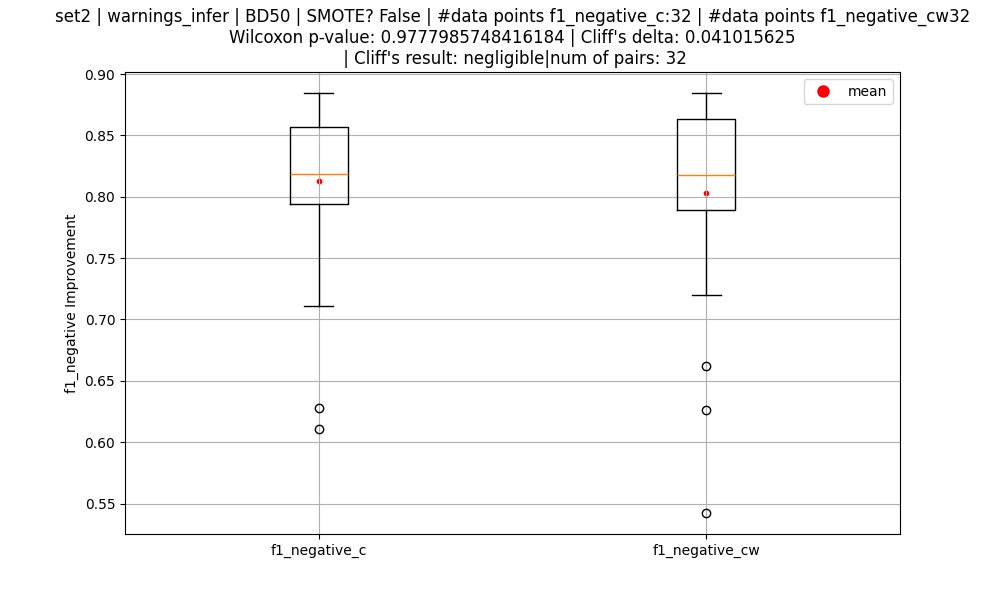 set2 | warnings_infer | BD50 | SMOTE? False | #data points f1_negative_c:32 | #data points f1_negative_cw32
Wilcoxon p-value: 0.9777985748416184 | Cliff's delta: 0.041015625
| Cliff's result: negligible|num of pairs: 32
mean
f1_negative Improvement
0.90
0.85
0.80
0.75
0.70
0.65
0.60
0.55
f1_negative_c
f1_negative_cw